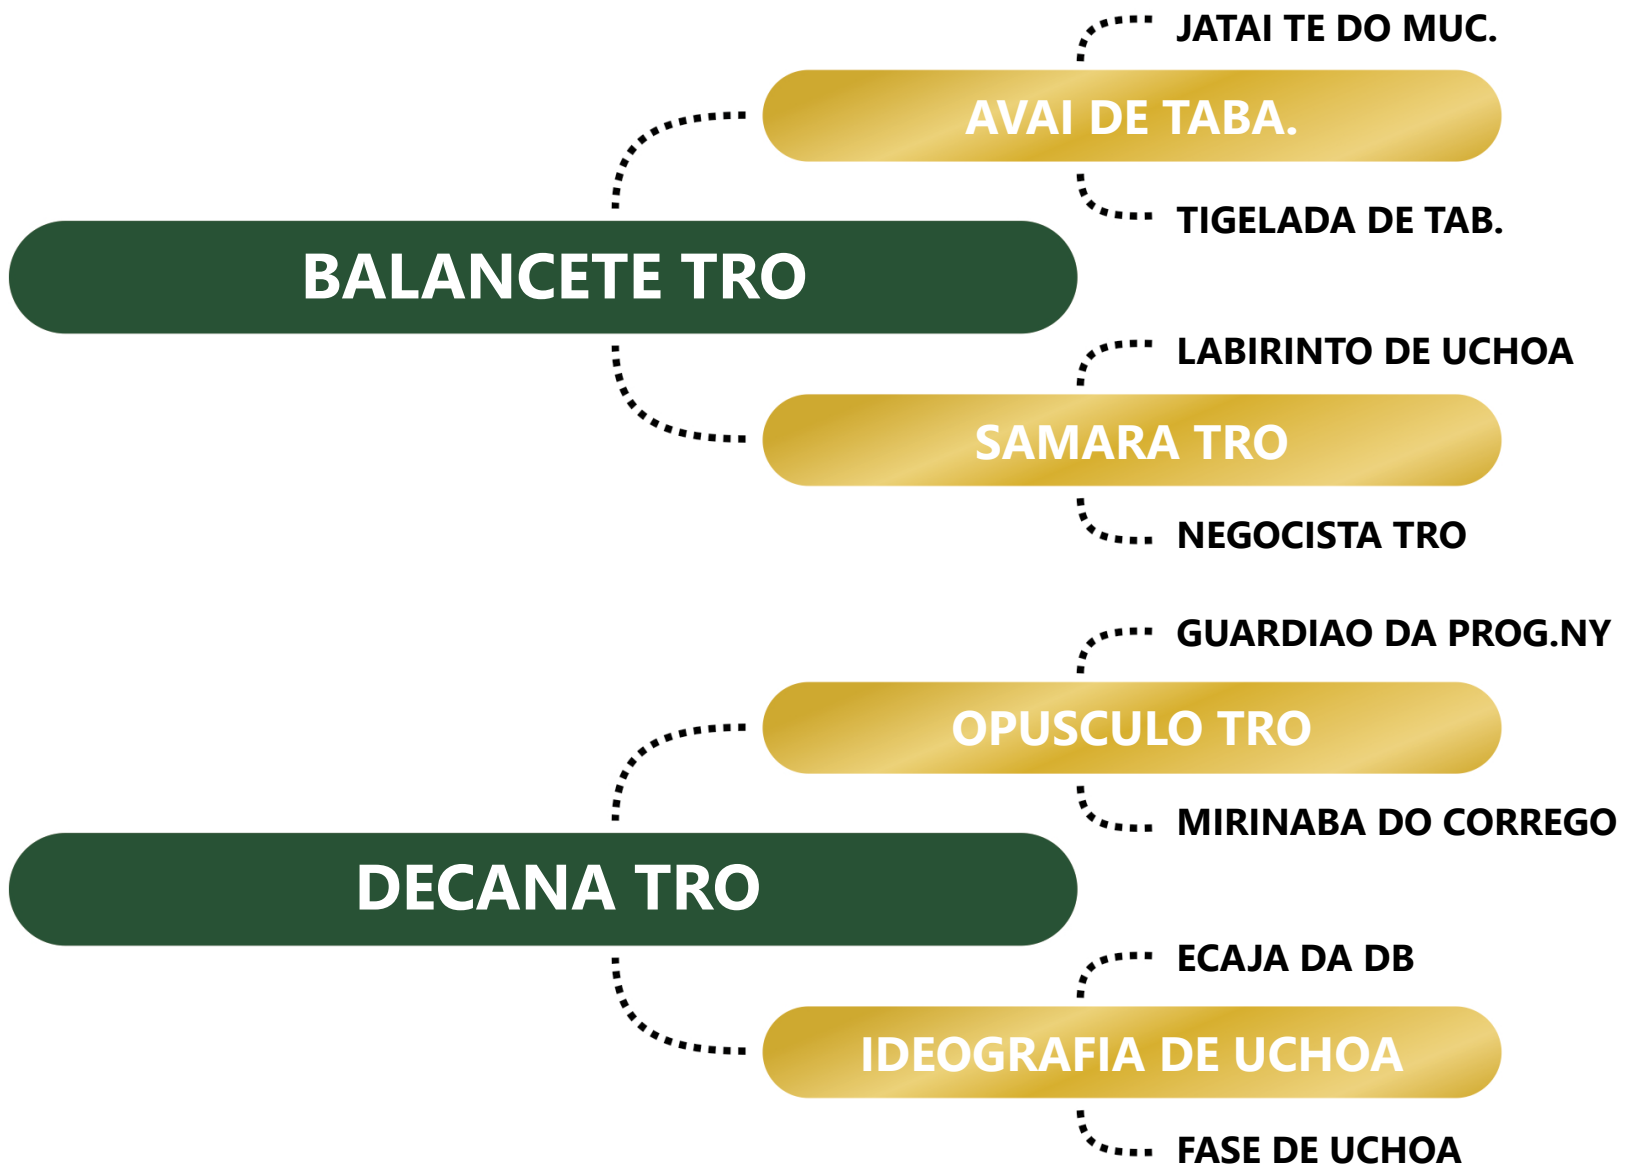 JATAI TE DO MUC.
AVAI DE TABA.
TIGELADA DE TAB.
BALANCETE TRO
LABIRINTO DE UCHOA
SAMARA TRO
NEGOCISTA TRO
GUARDIAO DA PROG.NY
OPUSCULO TRO
MIRINABA DO CORREGO
DECANA TRO
ECAJA DA DB
IDEOGRAFIA DE UCHOA
FASE DE UCHOA